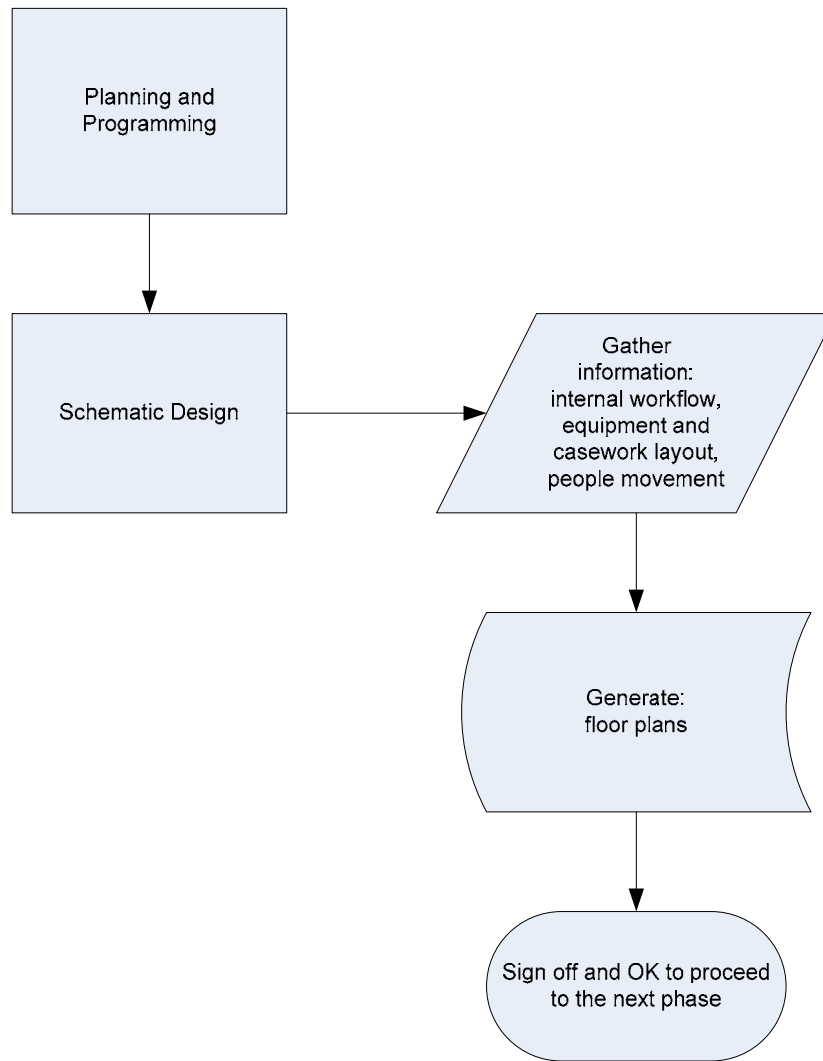 Planning and
Programming
Schematic Design
Gather
information:
internal workflow,
equipment and
casework layout,
people movement
Generate:
floor plans
Sign off and OK to proceed
to the next phase